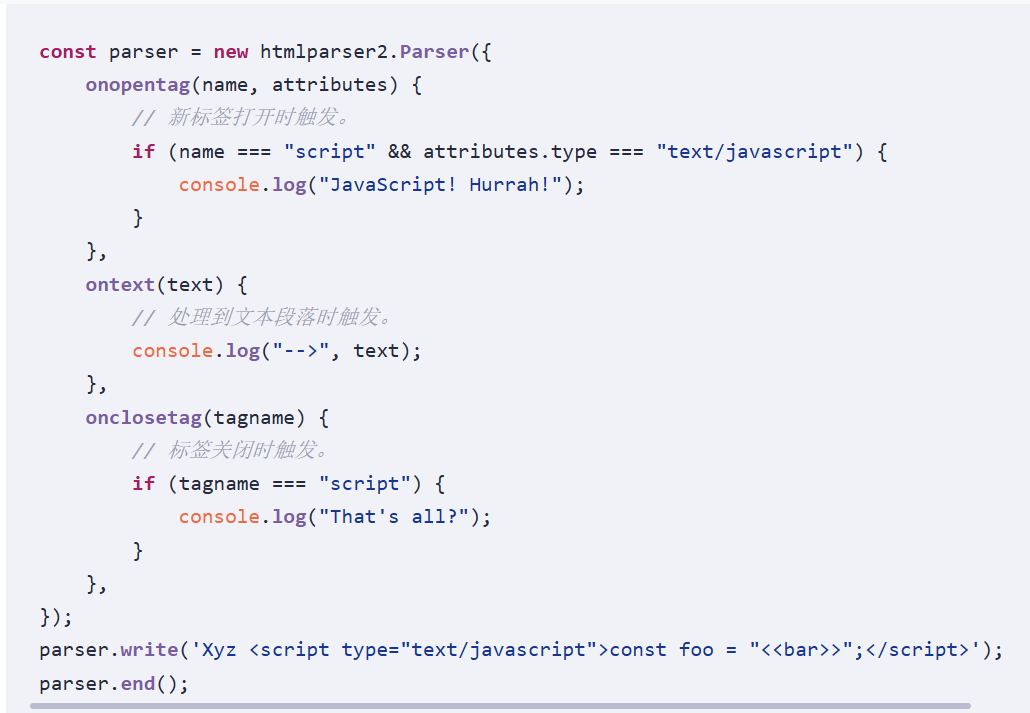 const parser = new htmlparser2.Parser({
    onopentag(name, attributes) {
        // 新标签打开时触发。
        if (name === "script" && attributes.type === "text/javascript") {
            console.log("JavaScript! Hurrah!");
        }
    },
    ontext(text) {
        // 处理到文本段落时触发。
        console.log("-->", text);
    },
    onclosetag(tagname) {
        // 标签关闭时触发。
        if (tagname === "script") {
            console.log("That's all?");
        }
    },
});
parser.write('Xyz <script type="text/javascript">const foo = "<<bar>>";</script>');
parser.end();